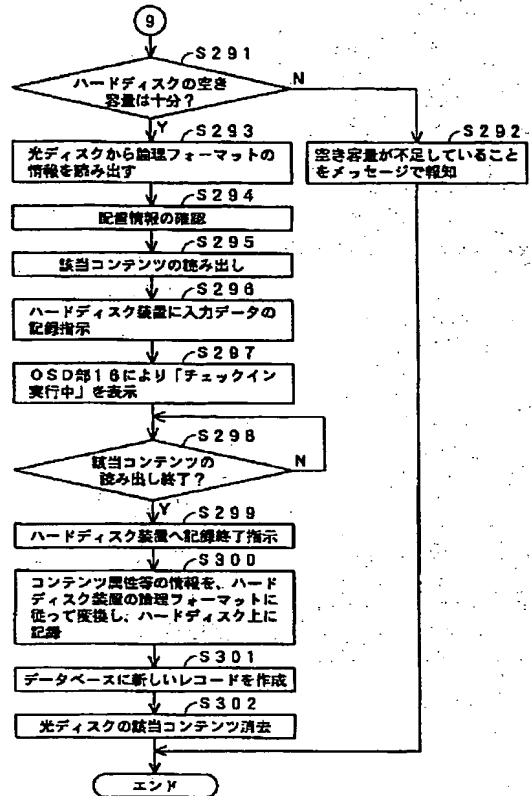 9
S291
ハードディスクの空き
容量は十分?
N
Y
S292
空き容量が不足していること
をメッセージで報知
S293
光ディスクから論理フォーマットの
情報を読み出す
S294
配置情報の確認
S295
該当コンテンツの読み出し
S296
ハードディスク装置に入力データの
記録指示
S297
OSD部16により「チェックイン
実行中」を表示
S298
該当コンテンツの
読み出し終了?
N
Y
S299
ハードディスク装置へ記録終了指示
S300
コンテンツ属性等の情報を、ハード
ディスク装置の論理フォーマットに
従って変換し、ハードディスク上に
記録
S301
データベースに新しいレコードを作成
S302
光ディスクの該当コンテンツ消去
エンド